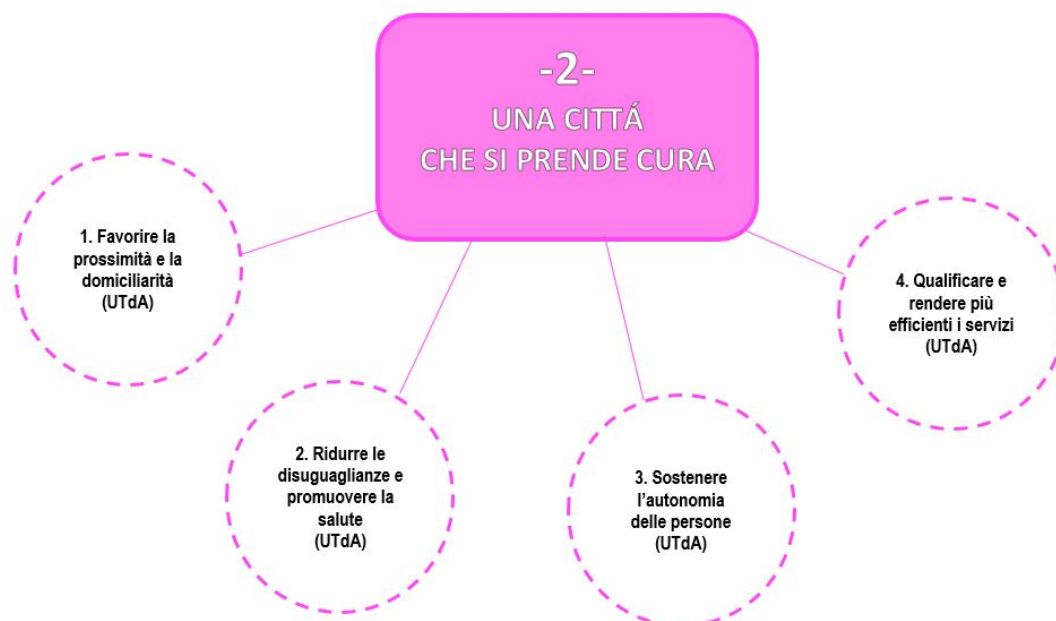 -2-
UNA CITTÁ
CHE SI PRENDE CURA
1. Favorire la
prossimità e la
domiciliarità
(UTdA)
2. Ridurre le
disuguaglianze e
promuovere la
salute
(UTdA)
3. Sostenere
l’autonomia
delle persone
(UTdA)
4. Qualificare e
rendere più
efficienti i servizi
(UTdA)